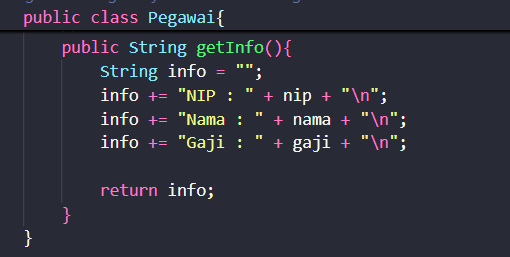 public class Pegawai{
public String getInfo(){
String info = "";
info += "NIP : " + nip + "\n";
info += "Nama : " + nama + "\n";
info += "Gaji : " + gaji + "\n";
return info;
}
}